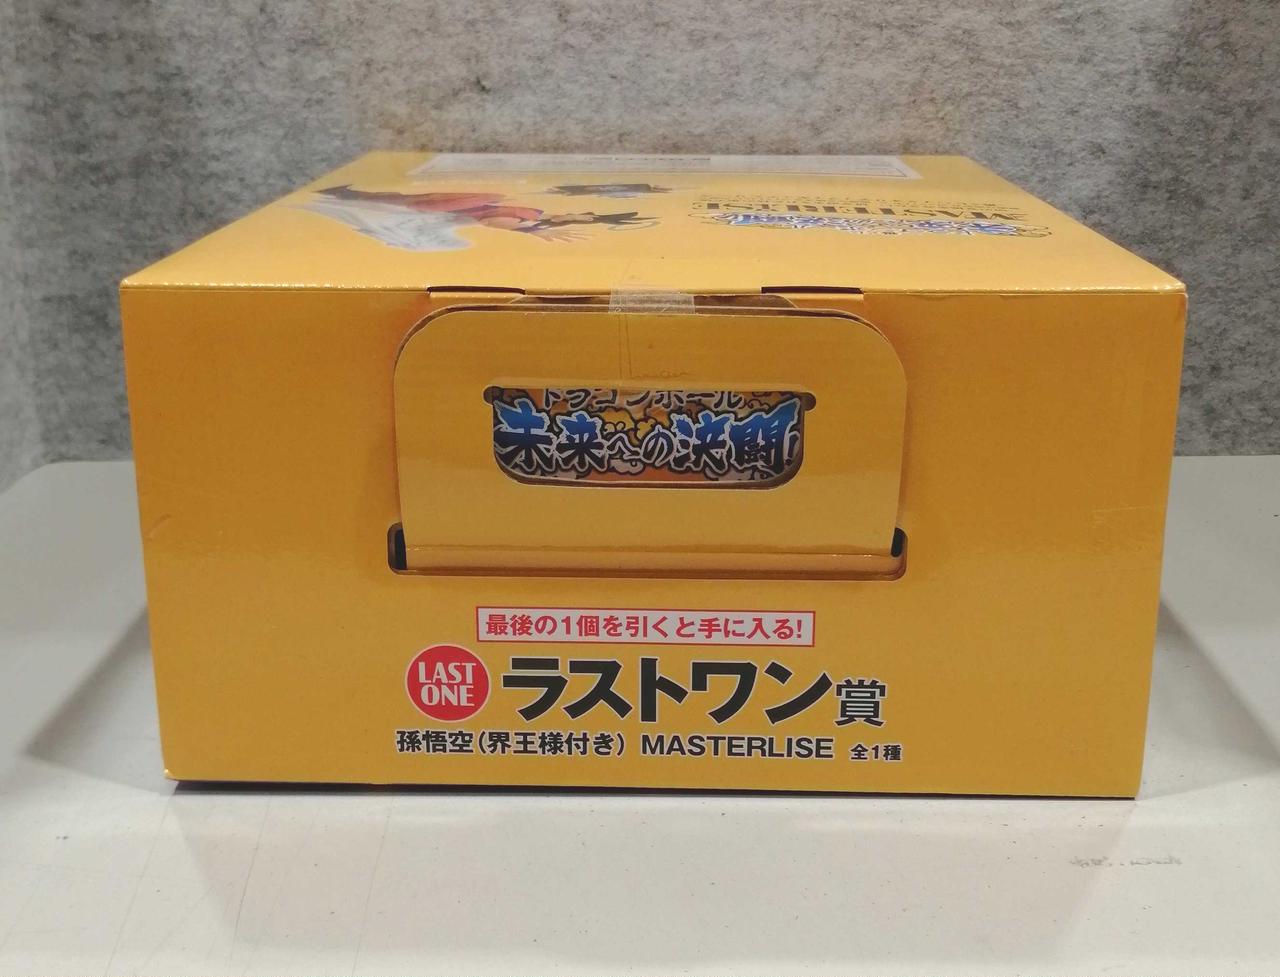 MASTERLISE
ドラゴンボール
未来への決闘!
最後の1個を引くと手に入る!
LAST
ONE
ラストワン賞
孫悟空(界王様付き) MASTERLISE 全1種